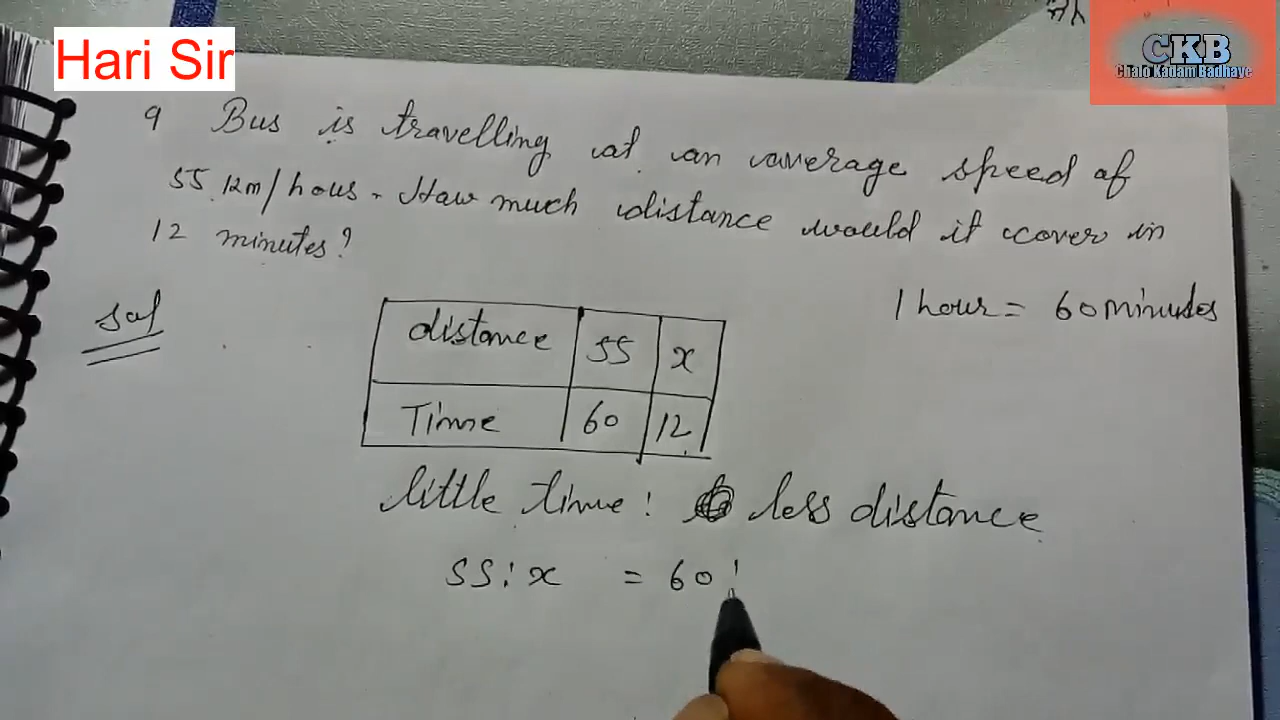 Hari Sir
CKB
Chalo Kadam Badhaye
9 Bus is travelling at an average speed of
55 km/hour. How much distance would it cover in
12 minutes?
1 hour = 60 minutes
Sol
distance 55 x
Time 60 12
little time : less distance
55 : x = 60 :